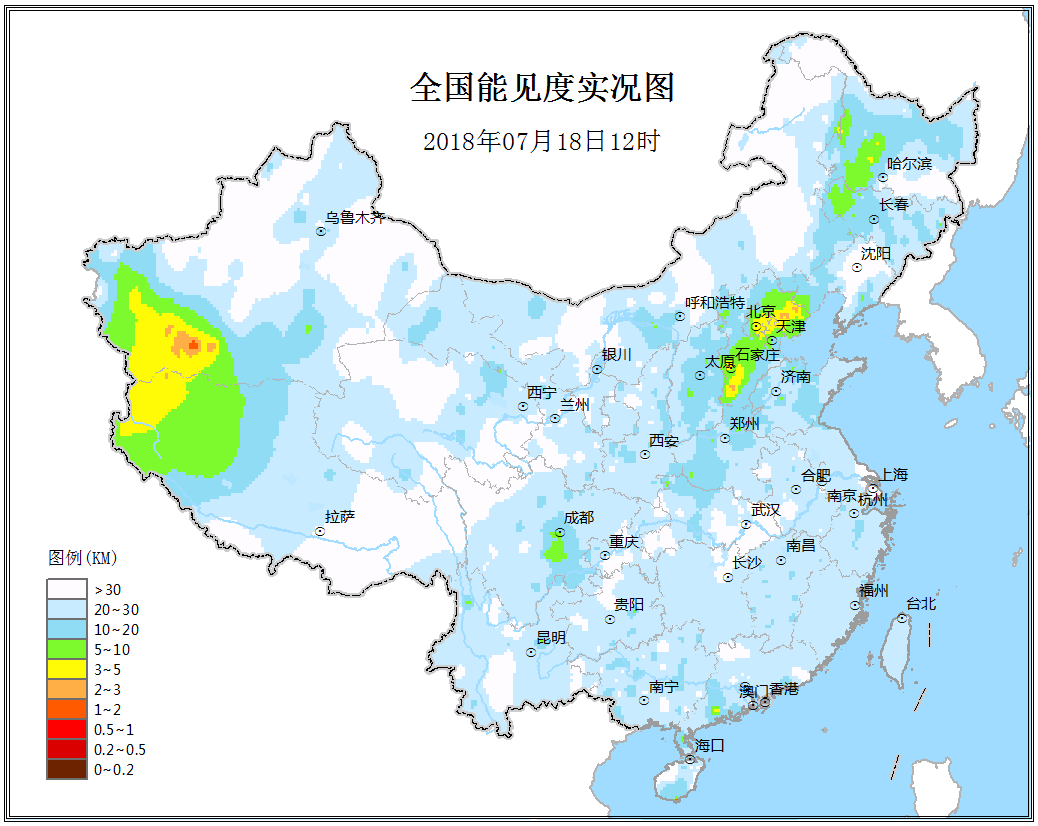 全国能见度实况图
2018年07月18日12时
哈尔滨
长春
乌鲁木齐
沈阳
呼和浩特
北京
天津
银川
太原
石家庄
济南
西宁
兰州
郑州
西安
合肥
上海
南京
杭州
拉萨
成都
武汉
重庆
南昌
长沙
福州
贵阳
台北
昆明
南宁
澳门
香港
海口
图例(KM)
>30
20~30
10~20
5~10
3~5
2~3
1~2
0.5~1
0.2~0.5
0~0.2